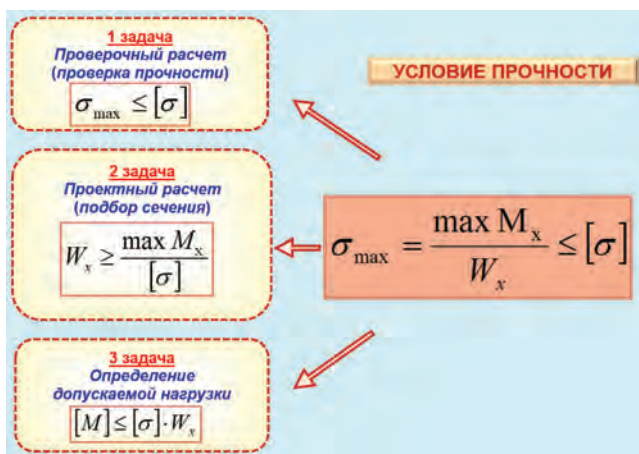 1 задача
Проверочный расчет
(проверка прочности)
σ_max ≤ [σ]
УСЛОВИЕ ПРОЧНОСТИ
2 задача
Проектный расчет
(подбор сечения)
W_x ≥ max M_x / [σ]
σ_max = max M_x / W_x ≤ [σ]
3 задача
Определение
допускаемой нагрузки
[M] ≤ [σ] · W_x